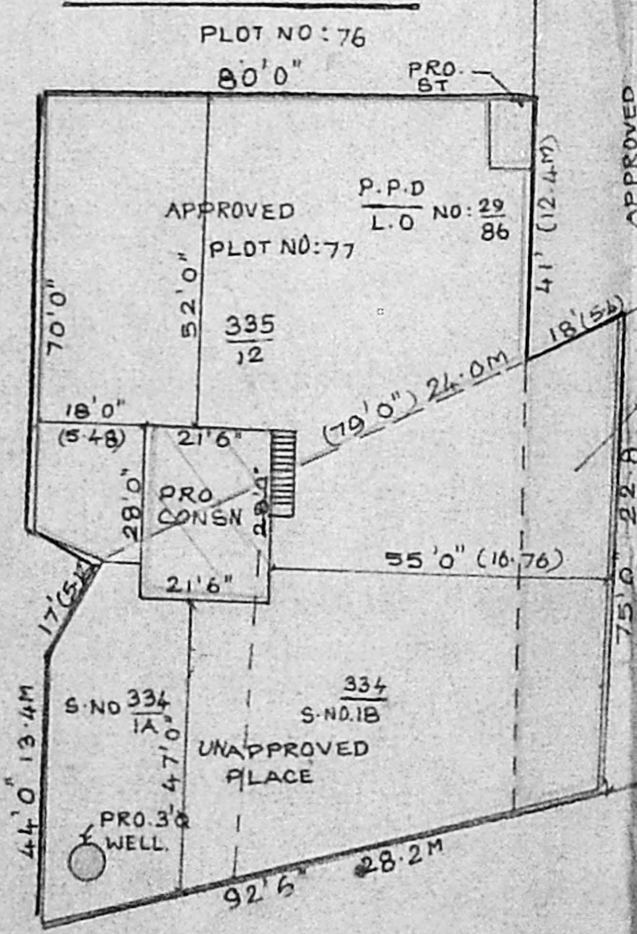 PLOT NO: 76
80'0"
PRO.
ST
APPROVED
P.P.D
L.O NO: 29
86
41' (12.4M)
APPROVED
PLOT NO: 77
52'0"
70'0"
335
12
18'(5.6)
(79'0") 24.0M
18'0"
(5.48)
21'6"
28'0"
PRO
CONSN
28'0"
21'6"
55'0" (16.76)
75'0" 22.
17'
S.NO 334
1A
334
S.NO.1B
47'0"
UNAPPROVED
PLACE
44'0" 13.4M
PRO. 3'Φ
WELL.
92'6" 28.2M